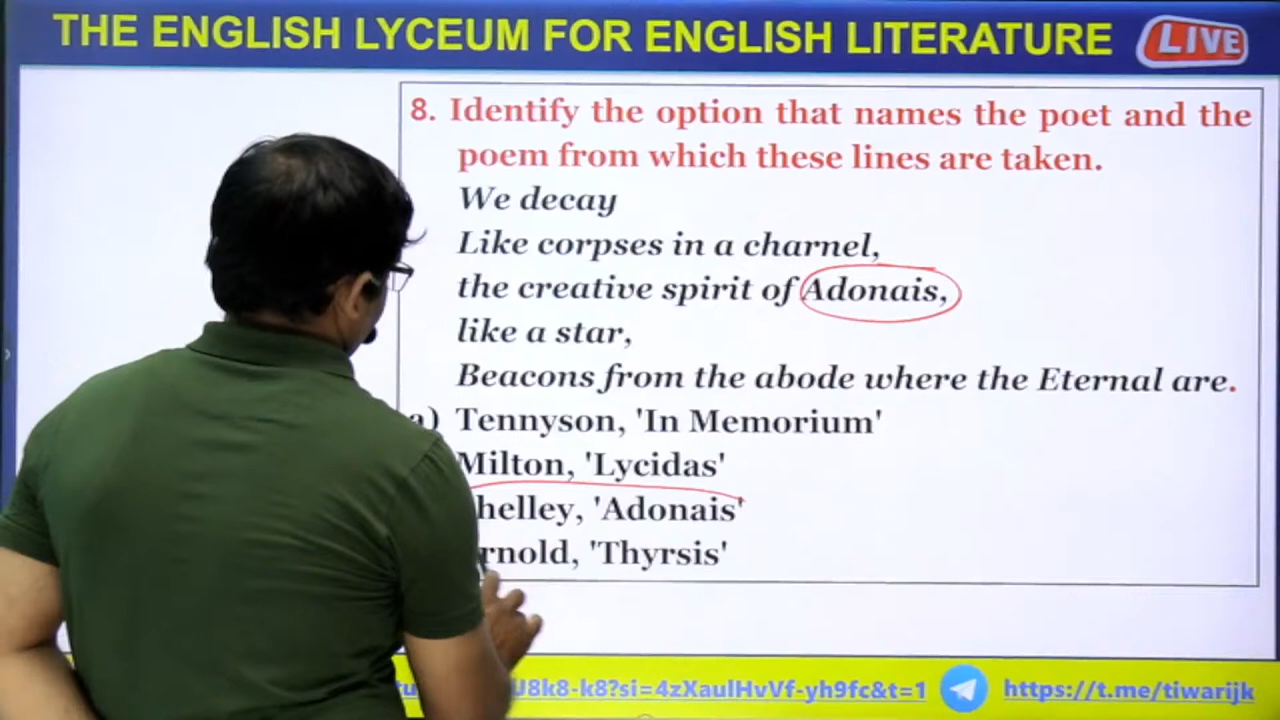 THE ENGLISH LYCEUM FOR ENGLISH LITERATURE LIVE
8. Identify the option that names the poet and the
poem from which these lines are taken.
We decay
Like corpses in a charnel,
the creative spirit of Adonais,
like a star,
Beacons from the abode where the Eternal are.
a) Tennyson, 'In Memorium'
Milton, 'Lycidas'
helley, 'Adonais'
rnold, 'Thyrsis'
U8k8-k8?si=4zXaulHvVf-yh9fc&t=1 https://t.me/tiwarijk